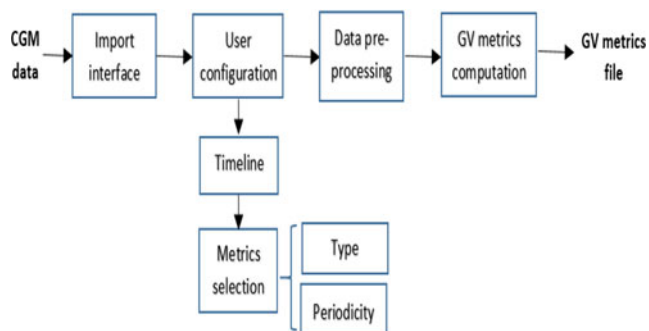 CGM
data
Import
interface
User
configuration
Data pre-
processing
GV metrics
computation
GV metrics
file
Timeline
Metrics
selection
Type
Periodicity